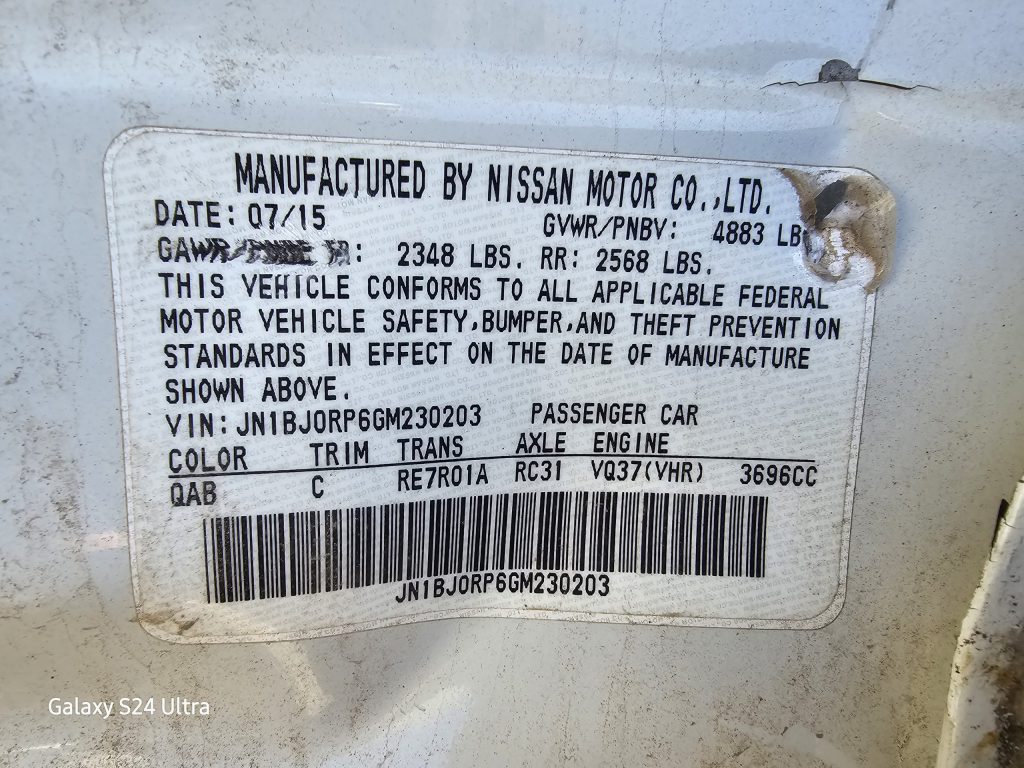 MANUFACTURED BY NISSAN MOTOR CO.,LTD.
DATE: 07/15 GVWR/PNBV: 4883 LB
GAWR/PNBE : 2348 LBS. RR: 2568 LBS.
THIS VEHICLE CONFORMS TO ALL APPLICABLE FEDERAL
MOTOR VEHICLE SAFETY,BUMPER,AND THEFT PREVENTION
STANDARDS IN EFFECT ON THE DATE OF MANUFACTURE
SHOWN ABOVE.
VIN:JN1BJ0RP6GM230203 PASSENGER CAR
COLOR TRIM TRANS AXLE ENGINE
QAB C RE7R01A RC31 VQ37(VHR) 3696CC
JN1BJ0RP6GM230203
Galaxy S24 Ultra